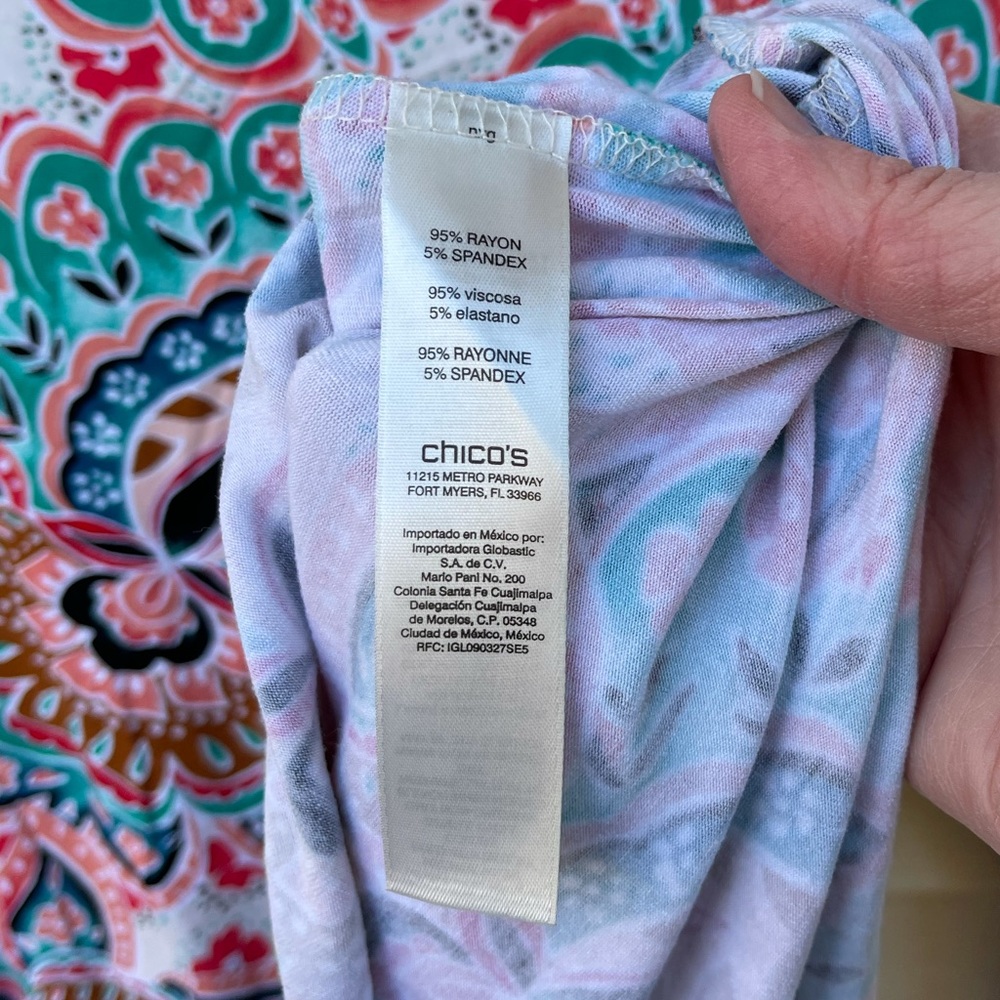 95% RAYON
5% SPANDEX
95% viscosa
5% elastano
95% RAYONNE
5% SPANDEX
chico's
11215 METRO PARKWAY
FORT MYERS, FL 33966
Importado en México por:
Importadora Globastic
S.A. de C.V.
Mario Pani No. 200
Colonia Santa Fe Cuajimalpa
Delegación Cuajimalpa
de Morelos, C.P. 05348
Ciudad de México, México
RFC: IGL090327SE5